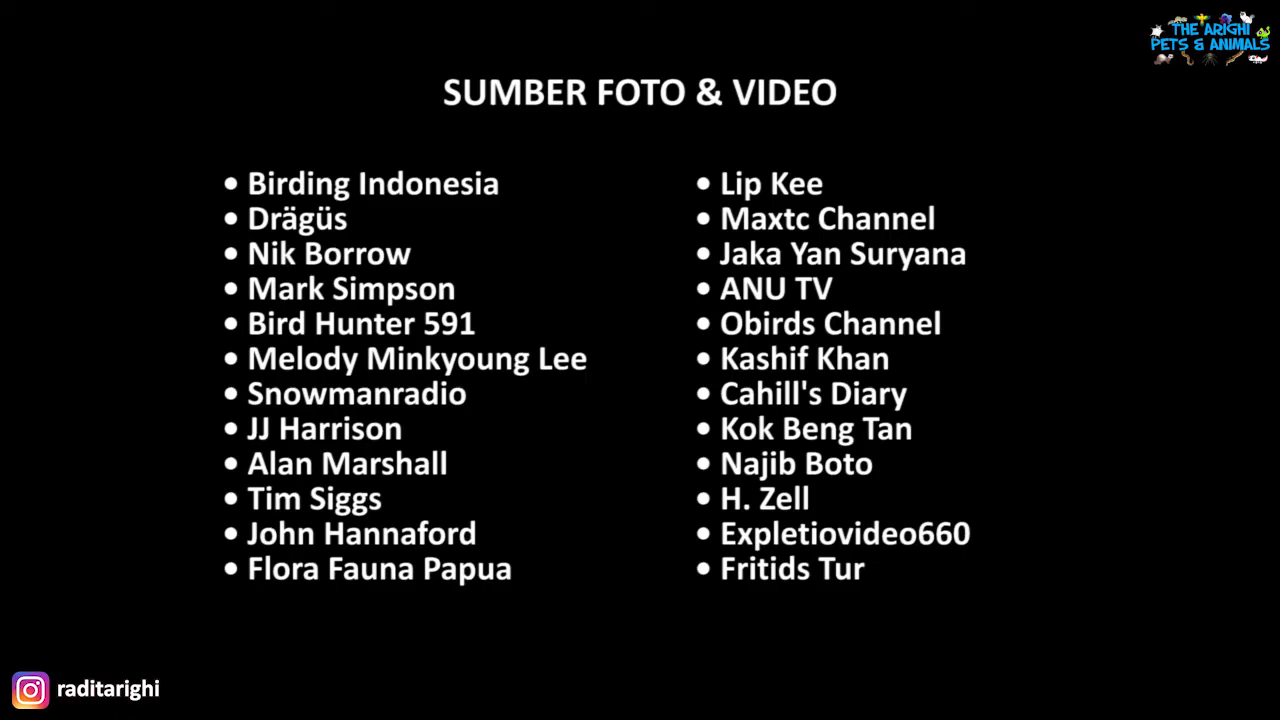 THE ARIGHI
PETS & ANIMALS
SUMBER FOTO & VIDEO
• Birding Indonesia
• Drägüs
• Nik Borrow
• Mark Simpson
• Bird Hunter 591
• Melody Minkyoung Lee
• Snowmanradio
• JJ Harrison
• Alan Marshall
• Tim Siggs
• John Hannaford
• Flora Fauna Papua
• Lip Kee
• Maxtc Channel
• Jaka Yan Suryana
• ANU TV
• Obirds Channel
• Kashif Khan
• Cahill's Diary
• Kok Beng Tan
• Najib Boto
• H. Zell
• Expletiovideo660
• Fritids Tur
raditarighi